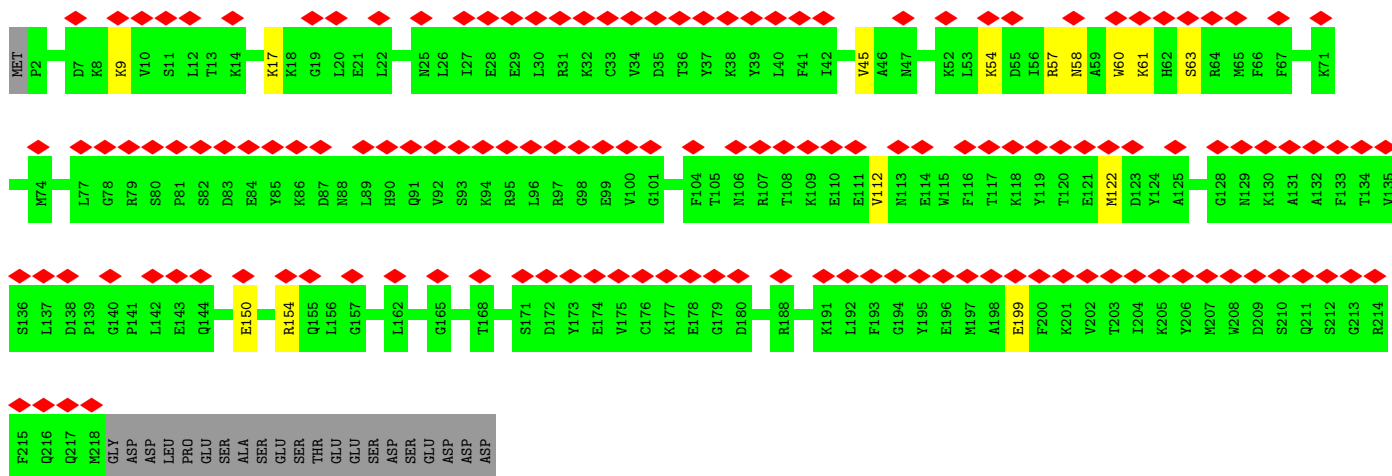 MET P2 D7 K8 K9 V10 S11 L12 T13 K14 K17 K18 G19 L20 E21 L22 N25 L26 I27 E28 E29 L30 R31 K32 C33 V34 D35 T36 Y37 K38 Y39 L40 F41 I42 V45 A46 N47 K52 L53 K54 D55 I56 R57 N58 A59 W60 K61 H62 S63 R64 M65 F66 F67 K71
M74 L77 G78 R79 S80 P81 S82 D83 E84 Y85 K86 D87 N88 L89 H90 Q91 V92 S93 K94 R95 L96 R97 G98 E99 V100 G101 F104 T105 N106 R107 T108 K109 E110 E111 V112 N113 E114 W115 F116 T117 K118 Y119 T120 E121 M122 D123 Y124 A125 G128 N129 K130 A131 A132 F133 T134 V135
S136 L137 D138 P139 G140 P141 L142 E143 Q144 E150 R154 Q155 L156 G157 L162 G165 T168 S171 D172 Y173 E174 V175 C176 K177 E178 G179 D180 R188 K191 L192 F193 G194 Y195 E196 M197 A198 E199 F200 K201 V202 T203 I204 K205 Y206 M207 W208 D209 S210 Q211 S212 G213 R214
F215 Q216 Q217 M218 GLY ASP ASP LEU PRO GLU SER ALA SER GLU SER THR GLU GLU SER ASP SER GLU ASP ASP ASP